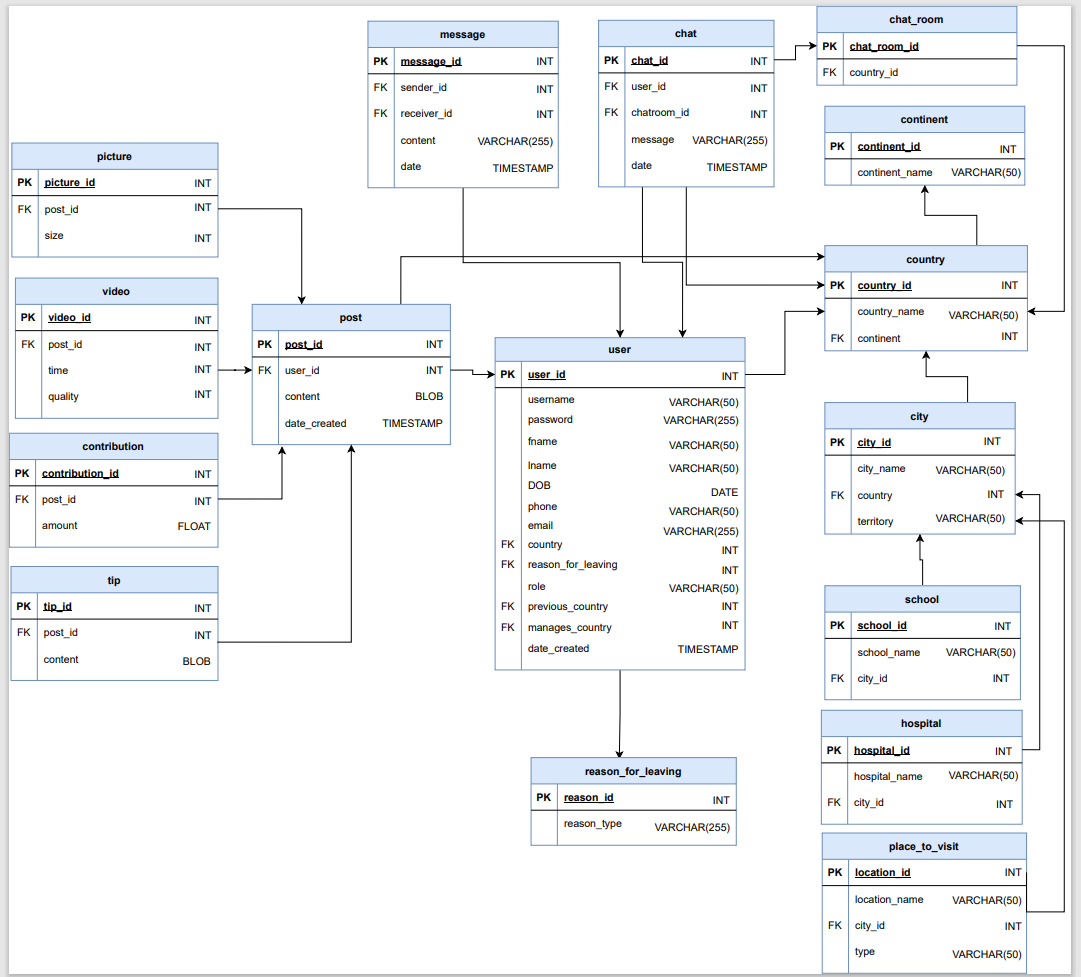 message
PK message_id INT
FK sender_id INT
FK receiver_id INT
content VARCHAR(255)
date TIMESTAMP
chat
PK chat_id INT
FK user_id INT
FK chatroom_id INT
message VARCHAR(255)
date TIMESTAMP
chat_room
PK chat_room_id
FK country_id
continent
PK continent_id INT
continent_name VARCHAR(50)
picture
PK picture_id INT
FK post_id INT
size INT
video
PK video_id INT
FK post_id INT
time INT
quality INT
contribution
PK contribution_id INT
FK post_id INT
amount FLOAT
tip
PK tip_id INT
FK post_id INT
content BLOB
post
PK post_id INT
FK user_id INT
content BLOB
date_created TIMESTAMP
user
PK user_id INT
username VARCHAR(50)
password VARCHAR(255)
fname VARCHAR(50)
lname VARCHAR(50)
DOB DATE
phone VARCHAR(50)
email VARCHAR(255)
FK country INT
FK reason_for_leaving INT
role VARCHAR(50)
FK previous_country INT
FK manages_country INT
date_created TIMESTAMP
reason_for_leaving
PK reason_id INT
reason_type VARCHAR(255)
country
PK country_id INT
country_name VARCHAR(50)
FK continent INT
city
PK city_id INT
city_name VARCHAR(50)
FK country INT
territory VARCHAR(50)
school
PK school_id INT
school_name VARCHAR(50)
FK city_id INT
hospital
PK hospital_id INT
hospital_name VARCHAR(50)
FK city_id INT
place_to_visit
PK location_id INT
location_name VARCHAR(50)
FK city_id INT
type VARCHAR(50)